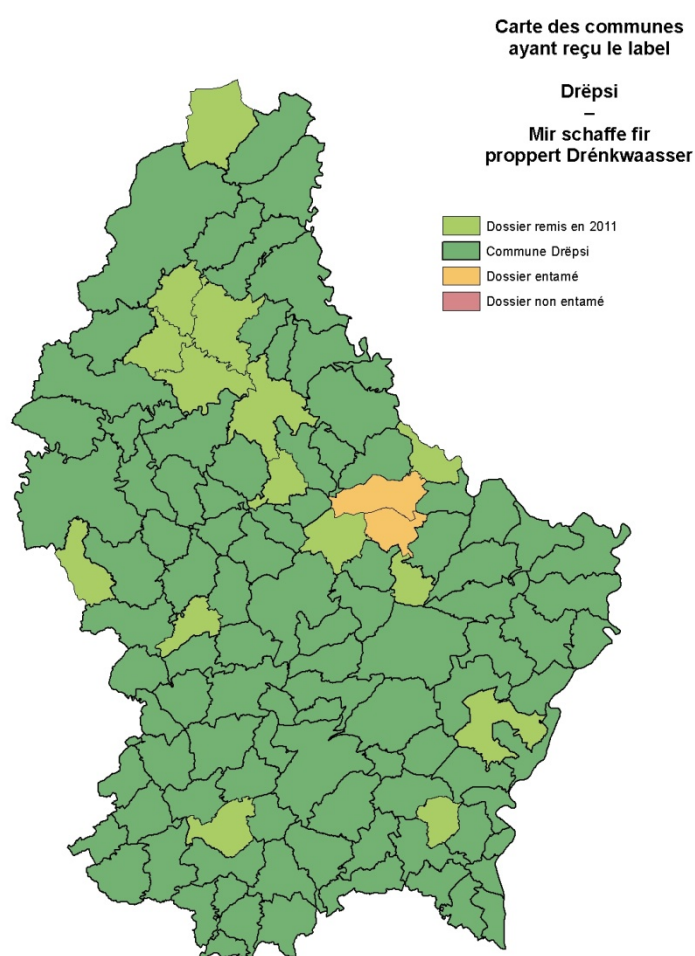 Carte des communes
ayant reçu le label
Drëpsi
–
Mir schaffe fir
proppert Drénkwaasser
Dossier remis en 2011
Commune Drëpsi
Dossier entamé
Dossier non entamé